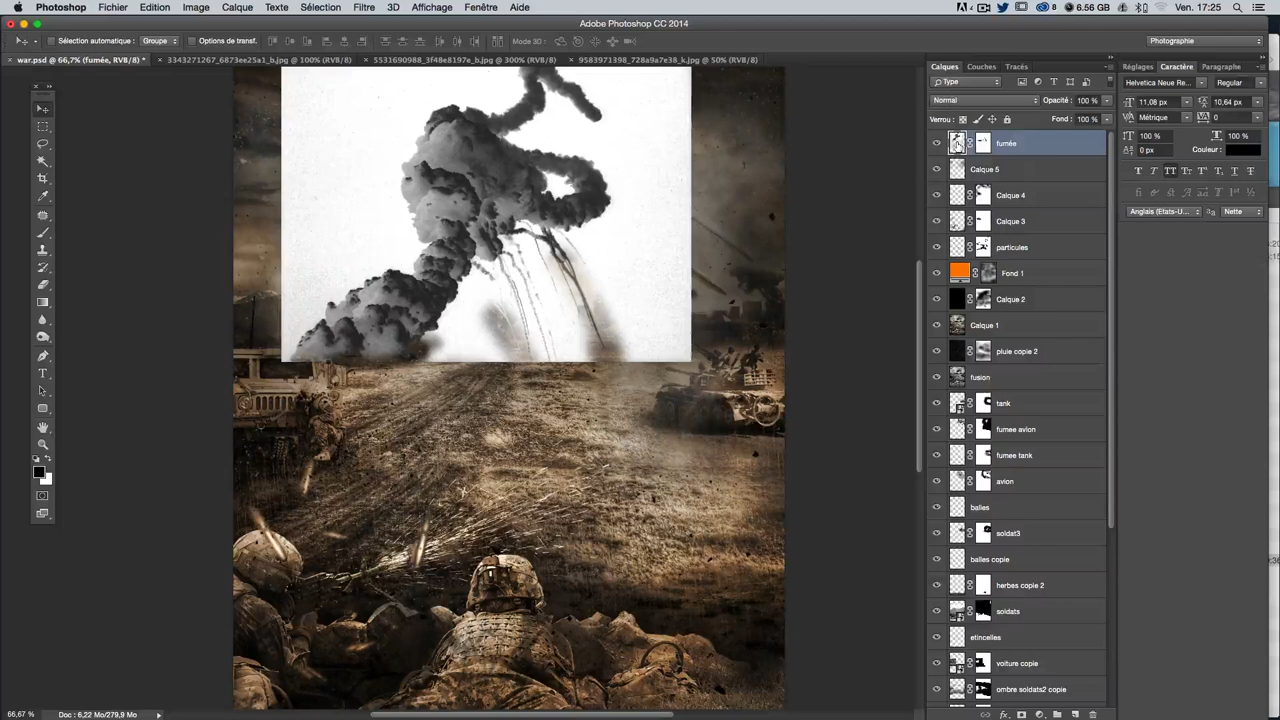 Photoshop Fichier Edition Image Calque Texte Sélection Filtre 3D Affichage Fenêtre Aide 8 6.56 GB Ven. 17:25
Adobe Photoshop CC 2014
Sélection automatique : Groupe Options de transf. Mode 3D : Photographie
× war.psd @ 66,7% (fumée, RVB/8) * × 3343271267_6873ee25a1_b.jpg @ 100% (RVB/8) × 5531690988_3f48e8197e_b.jpg @ 300% (RVB/8) × 9583971398_728a9a7e38_k.jpg @ 50% (RVB/8)
Calques Couches Tracés
Réglages Caractère Paragraphe
Type
Helvetica Neue Re... Regular
Normal Opacité : 100 %
11,08 px 10,64 px
Verrou : Fond : 100 %
Métrique 0
100 % 100 %
0 px Couleur :
Anglais (Etats-U... Nette
fumée
Calque 5
Calque 4
Calque 3
particules
Fond 1
Calque 2
Calque 1
pluie copie 2
fusion
tank
fumee avion
fumee tank
avion
balles
soldat3
balles copie
herbes copie 2
soldats
etincelles
voiture copie
ombre soldats2 copie
66,67 % Doc : 6,22 Mo/279,9 Mo